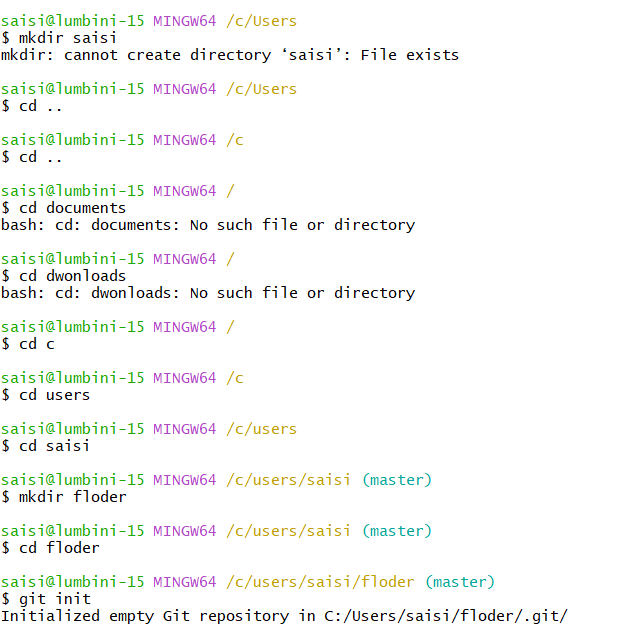 saisi@lumbini-15 MINGW64 /c/Users
$ mkdir saisi
mkdir: cannot create directory ‘saisi’: File exists
saisi@lumbini-15 MINGW64 /c/Users
$ cd ..
saisi@lumbini-15 MINGW64 /c
$ cd ..
saisi@lumbini-15 MINGW64 /
$ cd documents
bash: cd: documents: No such file or directory
saisi@lumbini-15 MINGW64 /
$ cd dwonloads
bash: cd: dwonloads: No such file or directory
saisi@lumbini-15 MINGW64 /
$ cd c
saisi@lumbini-15 MINGW64 /c
$ cd users
saisi@lumbini-15 MINGW64 /c/users
$ cd saisi
saisi@lumbini-15 MINGW64 /c/users/saisi (master)
$ mkdir floder
saisi@lumbini-15 MINGW64 /c/users/saisi (master)
$ cd floder
saisi@lumbini-15 MINGW64 /c/users/saisi/floder (master)
$ git init
Initialized empty Git repository in C:/Users/saisi/floder/.git/